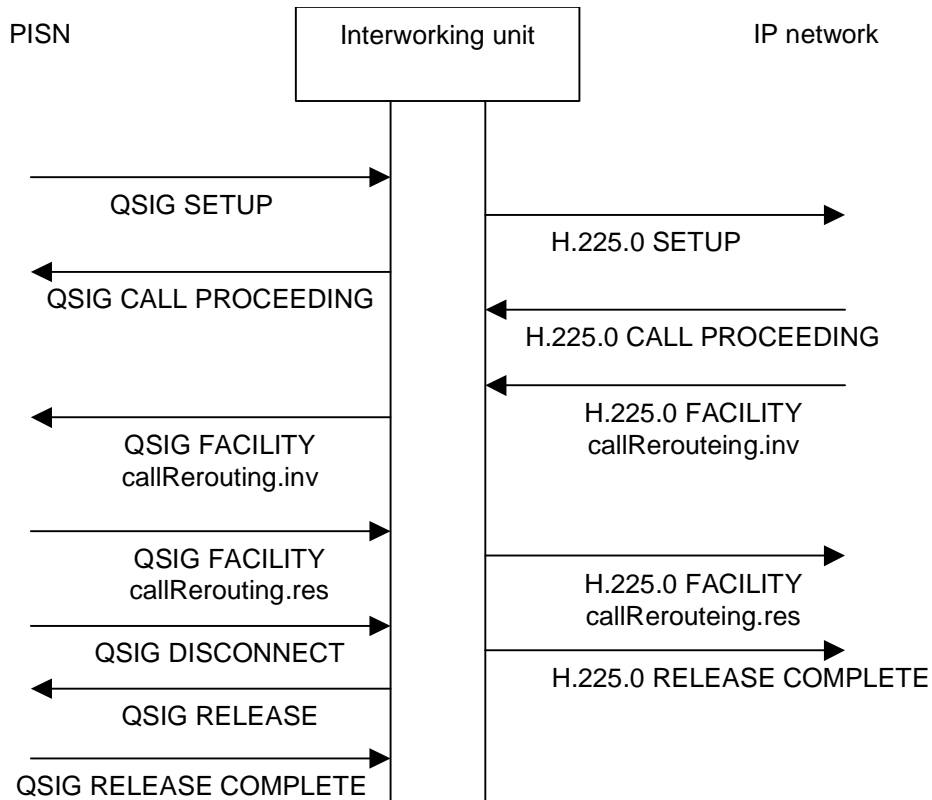 PISN
Interworking unit
IP network
QSIG SETUP
H.225.0 SETUP
QSIG CALL PROCEEDING
H.225.0 CALL PROCEEDING
H.225.0 FACILITY
callRerouteing.inv
QSIG FACILITY
callRerouting.inv
QSIG FACILITY
callRerouting.res
H.225.0 FACILITY
callRerouteing.res
QSIG DISCONNECT
H.225.0 RELEASE COMPLETE
QSIG RELEASE
QSIG RELEASE COMPLETE